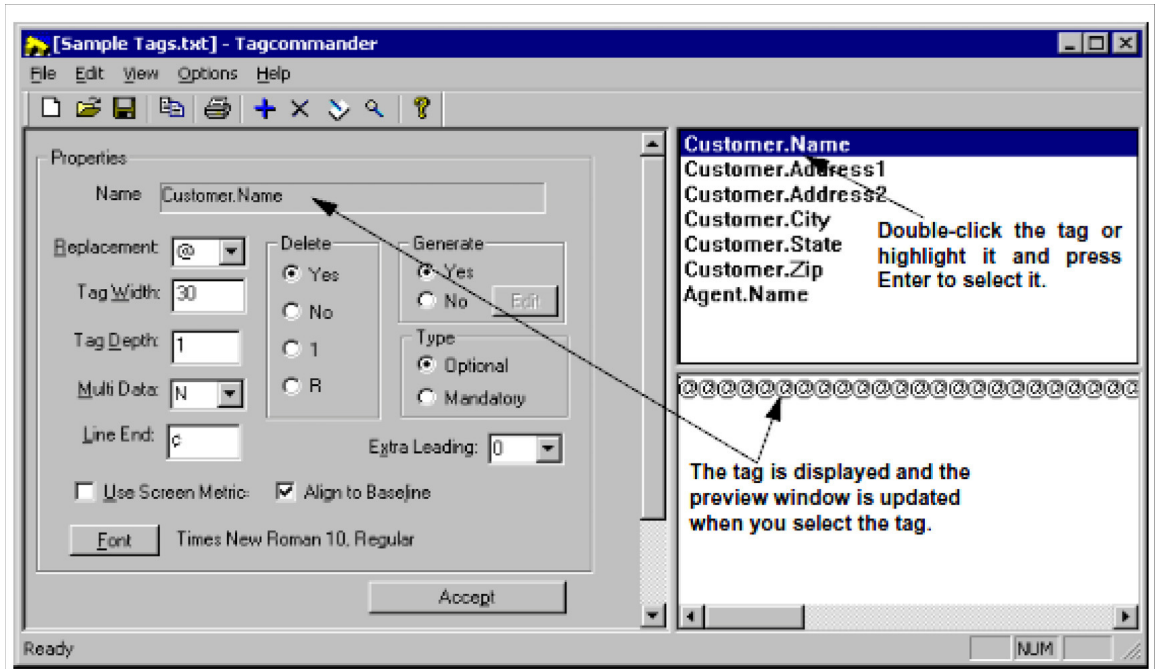 [Sample Tags.txt] - Tagcommander
File Edit View Options Help
Properties
Name Customer.Name
Replacement: @
Tag Width: 30
Tag Depth: 1
Multi Data: N
Line End: ¢
Delete
Yes
No
1
R
Generate
Yes
No Edit
Type
Optional
Mandatory
Extra Leading: 0
Use Screen Metric: Align to Baseline
Font Times New Roman 10, Regular
Accept
Customer.Name
Customer.Address1
Customer.Address2
Customer.City
Customer.State
Customer.Zip
Agent.Name
Double-click the tag or
highlight it and press
Enter to select it.
@@@@@@@@@@@@@@@@@@@@@@@@
The tag is displayed and the
preview window is updated
when you select the tag.
Ready
NUM